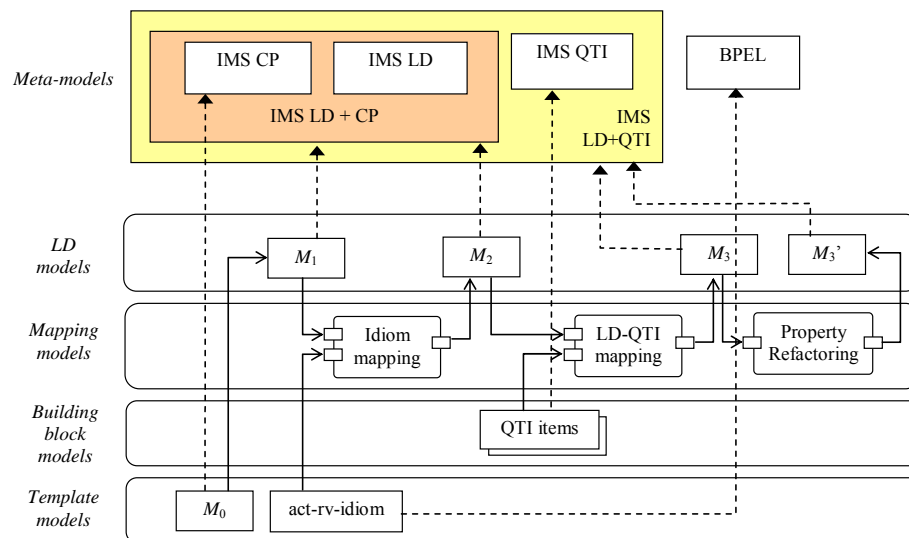 Meta-models
IMS CP
IMS LD
IMS LD + CP
IMS QTI
IMS
LD+QTI
BPEL
LD
models
M1
M2
M3
M3’
Mapping
models
Idiom
mapping
LD-QTI
mapping
Property
Refactoring
Building
block
models
QTI items
Template
models
M0
act-rv-idiom